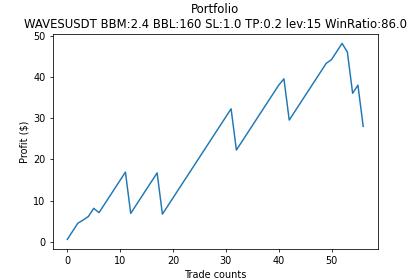 Portfolio
WAVESUSDT BBM:2.4 BBL:160 SL:1.0 TP:0.2 lev:15 WinRatio:86.0
50
40
30
20
10
0
Profit ($)
0 10 20 30 40 50
Trade counts